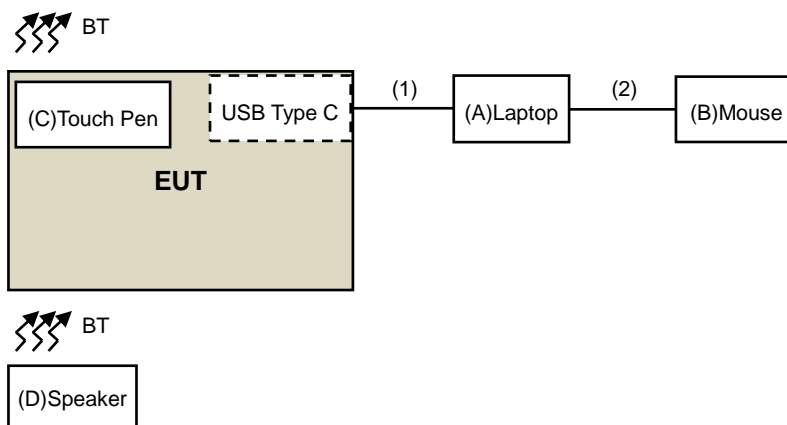 BT
(C)Touch Pen
USB Type C
(1)
(A)Laptop
(2)
(B)Mouse
EUT
BT
(D)Speaker